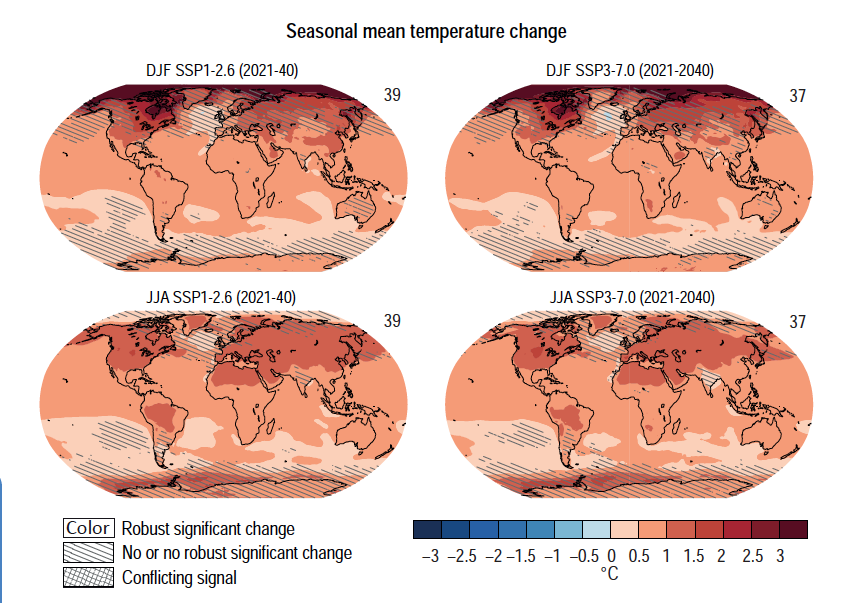 Seasonal mean temperature change
DJF SSP1-2.6 (2021-40)
39
DJF SSP3-7.0 (2021-2040)
37
JJA SSP1-2.6 (2021-40)
39
JJA SSP3-7.0 (2021-2040)
37
Color Robust significant change
No or no robust significant change
Conflicting signal
−3 −2.5 −2 −1.5 −1 −0.5 0 0.5 1 1.5 2 2.5 3
°C